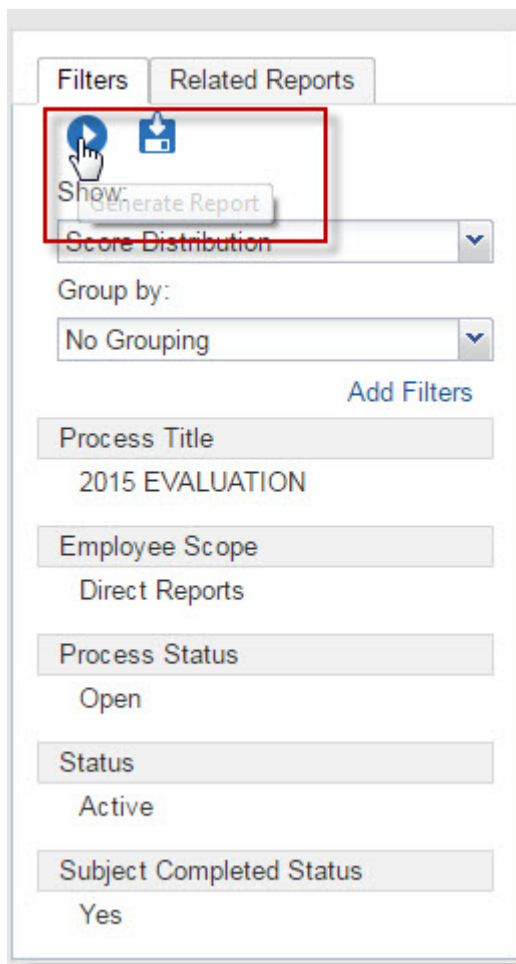 Filters Related Reports
Show:
Generate Report
Score Distribution
Group by:
No Grouping
Add Filters
Process Title
2015 EVALUATION
Employee Scope
Direct Reports
Process Status
Open
Status
Active
Subject Completed Status
Yes